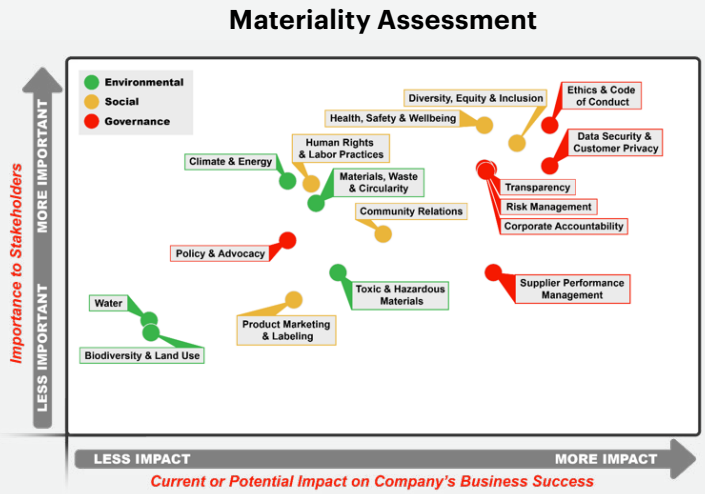 Materiality Assessment
Environmental
Social
Governance
Diversity, Equity & Inclusion
Ethics & Code
of Conduct
Health, Safety & Wellbeing
Human Rights
& Labor Practices
Data Security &
Customer Privacy
Climate & Energy
Materials, Waste
& Circularity
Transparency
Risk Management
Corporate Accountability
Community Relations
Policy & Advocacy
Toxic & Hazardous
Materials
Supplier Performance
Management
Water
Product Marketing
& Labeling
Biodiversity & Land Use
Importance to Stakeholders
MORE IMPORTANT
LESS IMPORTANT
LESS IMPACT
MORE IMPACT
Current or Potential Impact on Company’s Business Success